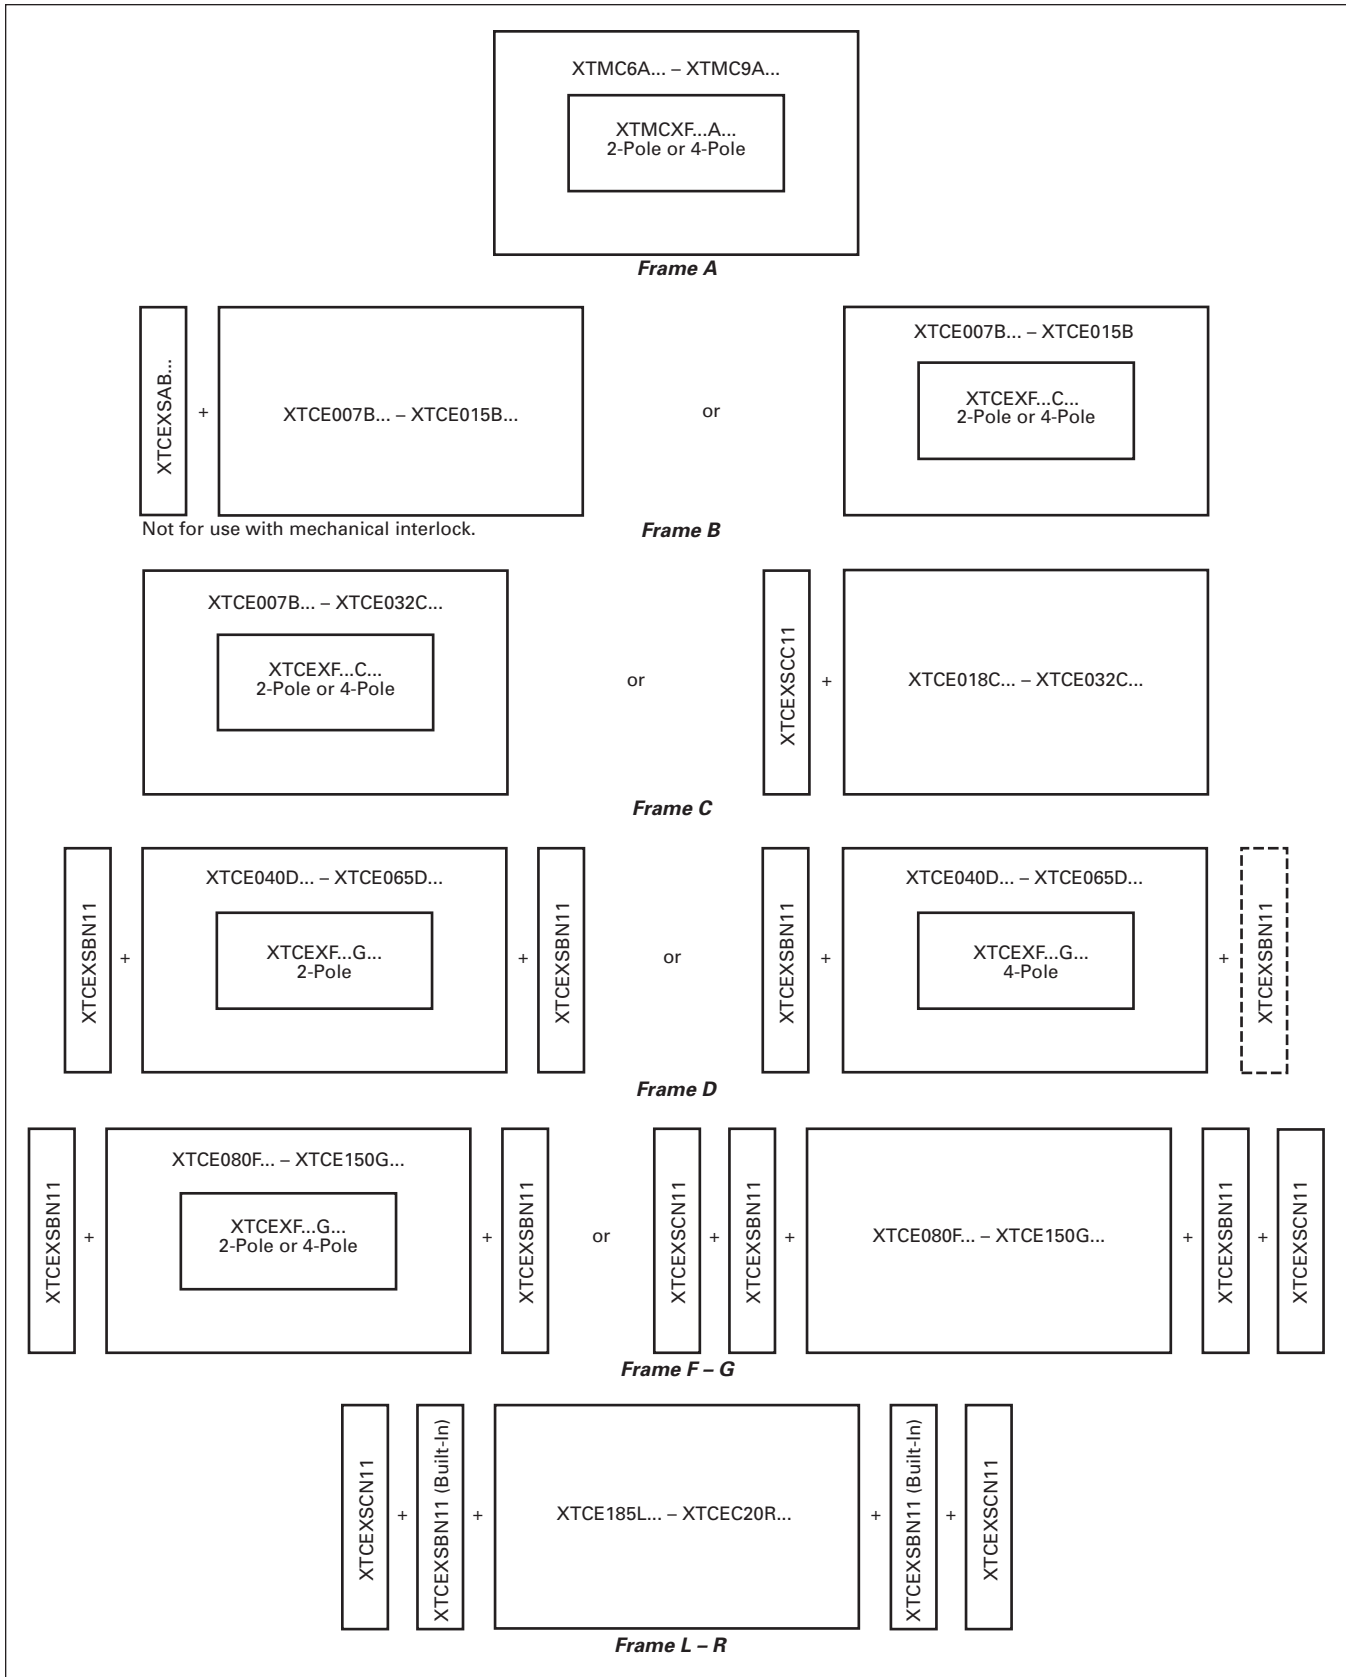 XTMC6A... – XTMC9A...
XTMCXF...A...
2-Pole or 4-Pole
Frame A
XTCEXSAB...
+
XTCE007B... – XTCE015B...
or
XTCE007B... – XTCE015B
XTCEXF...C...
2-Pole or 4-Pole
Not for use with mechanical interlock.
Frame B
XTCE007B... – XTCE032C...
XTCEXF...C...
2-Pole or 4-Pole
or
XTCEXSCC11
+
XTCE018C... – XTCE032C...
Frame C
XTCEXSBN11
+
XTCE040D... – XTCE065D...
XTCEXF...G...
2-Pole
+
XTCEXSBN11
or
XTCEXSBN11
+
XTCE040D... – XTCE065D...
XTCEXF...G...
4-Pole
+
XTCEXSBN11
Frame D
XTCEXSBN11
+
XTCE080F... – XTCE150G...
XTCEXF...G...
2-Pole or 4-Pole
+
XTCEXSBN11
or
XTCEXSCN11
+
XTCEXSBN11
+
XTCE080F... – XTCE150G...
+
XTCEXSBN11
+
XTCEXSCN11
Frame F – G
XTCEXSCN11
+
XTCEXSBN11 (Built-In)
+
XTCE185L... – XTCEC20R...
+
XTCEXSBN11 (Built-In)
+
XTCEXSCN11
Frame L – R